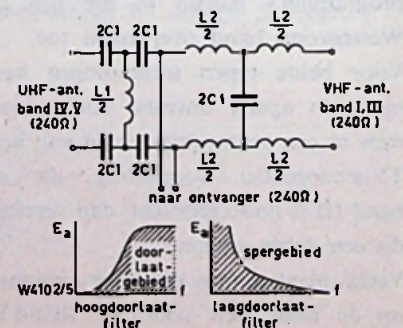 2C1 2C1
L2
2
L2
2
UHF-ant.
band IV,V
(240Ω)
L1
2
2C1
VHF-ant.
band I,III
(240Ω)
2C1 2C1
L2
2
L2
2
naar ontvanger (240Ω)
Ea
door
laat-
gebied
f
Ea
spergebied
f
W4102/5
hoogdoorlaat-
filter
laagdoorlaat-
filter